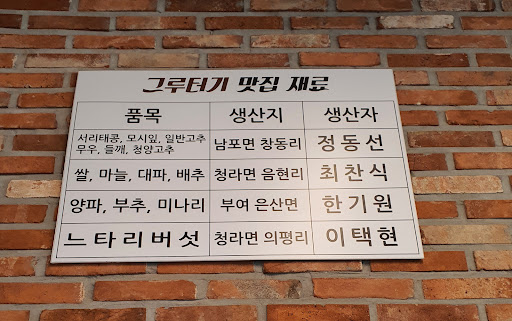 그루터기 맛집 재료
품목 생산지 생산자
서리태콩, 모시잎, 일반고추
무우, 들깨, 청양고추 남포면 창동리 정동선
쌀, 마늘, 대파, 배추 청라면 음현리 최찬식
양파, 부추, 미나리 부여 은산면 한기원
느타리버섯 청라면 의평리 이택현